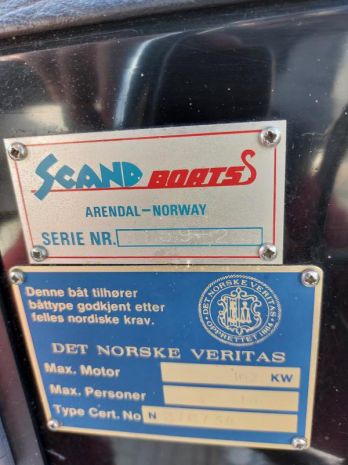 SCAND BOATS
ARENDAL-NORWAY
SERIE NR.
Denne båt tilhører
båttype godkjent etter
felles nordiske krav.
DET NORSKE VERITAS
OPPRETTET 1864
DET NORSKE VERITAS
Max. Motor KW
Max. Personer
Type Cert. No N